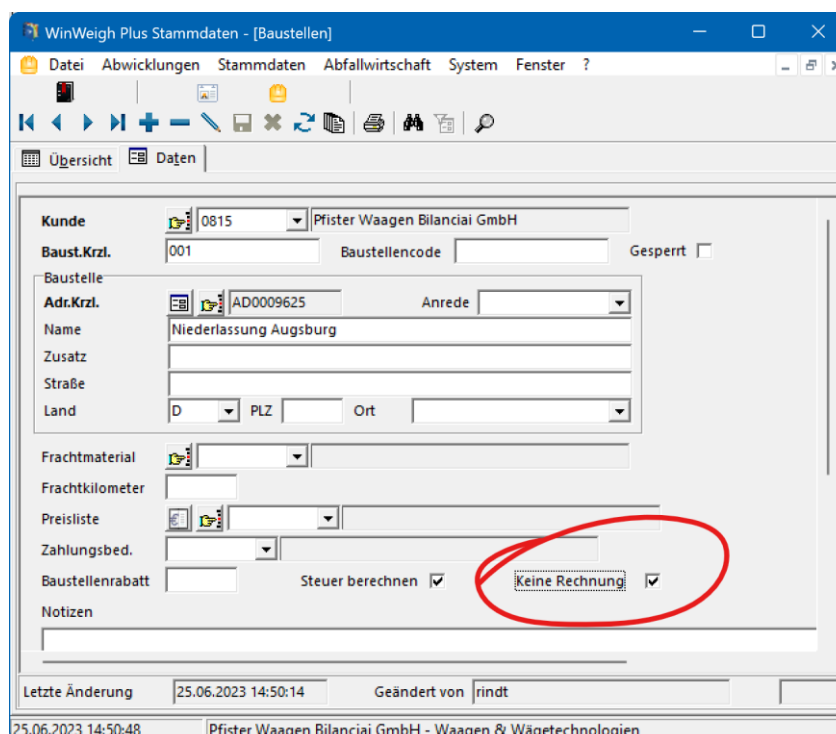 WinWeigh Plus Stammdaten - [Baustellen]
Datei Abwicklungen Stammdaten Abfallwirtschaft System Fenster ?
Übersicht Daten
Kunde 0815 Pfister Waagen Bilanciai GmbH
Baust.Krzl. 001 Baustellencode Gesperrt
Baustelle
Adr.Krzl. AD0009625 Anrede
Name Niederlassung Augsburg
Zusatz
Straße
Land D PLZ Ort
Frachtmaterial
Frachtkilometer
Preisliste
Zahlungsbed.
Baustellenrabatt Steuer berechnen Keine Rechnung
Notizen
Letzte Änderung 25.06.2023 14:50:14 Geändert von rindt
25.06.2023 14:50:48 Pfister Waagen Bilanciai GmbH - Waagen & Wägetechnologien